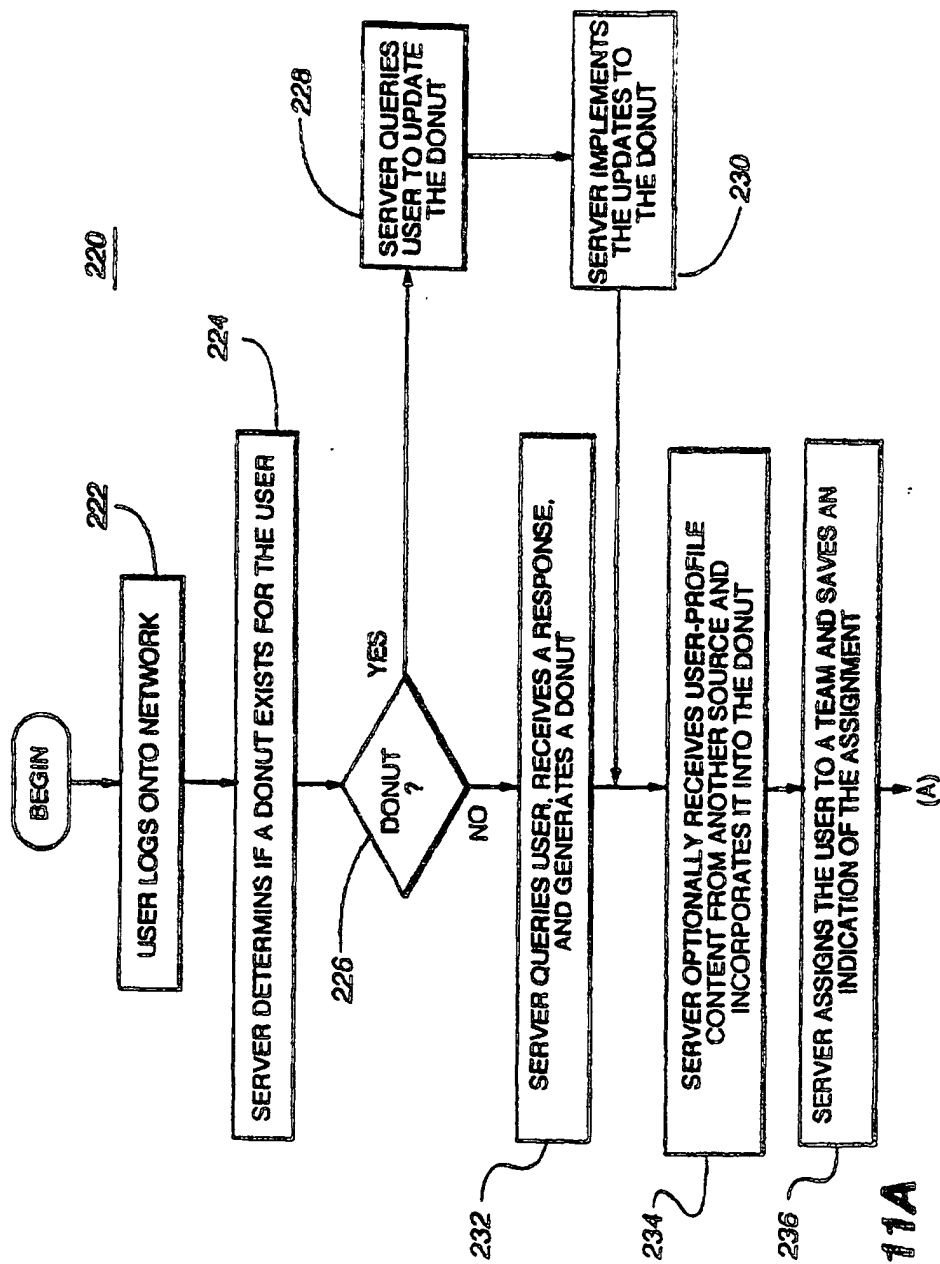 220
BEGIN
USER LOGS ONTO NETWORK
222
SERVER DETERMINS IF A DONUT EXISTS FOR THE USER
224
DONUT
?
226
YES
NO
SERVER QUERIES
USER TO UPDATE
THE DONUT
228
SERVER IMPLEMENTS
THE UPDATES TO
THE DONUT
230
SERVER QUERIES USER, RECEIVES A RESPONSE,
AND GENERATES A DONUT
232
SERVER OPTIONALLY RECEIVES USER-PROFILE
CONTENT FROM ANOTHER SOURCE AND
INCORPORATES IT INTO THE DONUT
234
SERVER ASSIGNS THE USER TO A TEAM AND SAVES AN
INDICATION OF THE ASSIGNMENT
236
(A)
11A